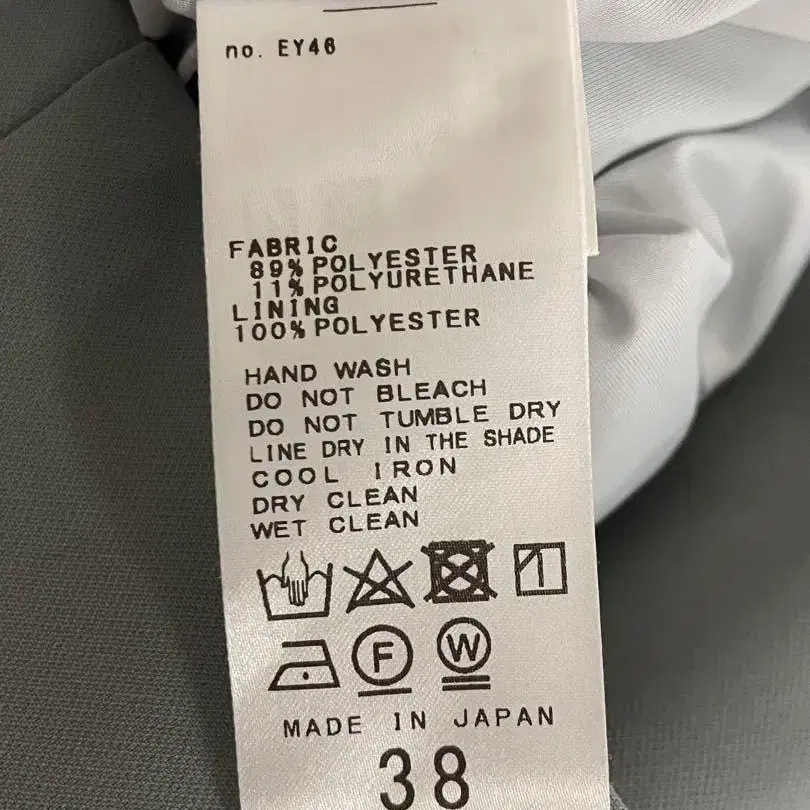 no. EY46
FABRIC
89% POLYESTER
11% POLYURETHANE
LINING
100% POLYESTER
HAND WASH
DO NOT BLEACH
DO NOT TUMBLE DRY
LINE DRY IN THE SHADE
COOL IRON
DRY CLEAN
WET CLEAN
F W
MADE IN JAPAN
38